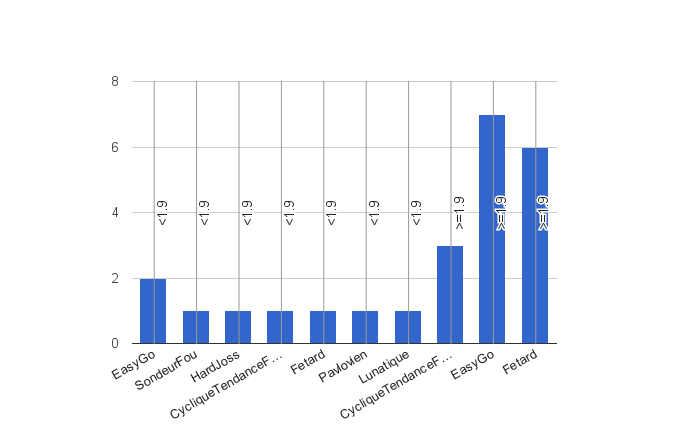 8
6
4
2
0
<1.9
<1.9
<1.9
<1.9
<1.9
<1.9
<1.9
>=1.9
>=1.9
>=1.9
EasyGo
SondeurFou
HardJoss
CycliqueTendanceF…
Fetard
Pavlovien
Lunatique
CycliqueTendanceF…
EasyGo
Fetard